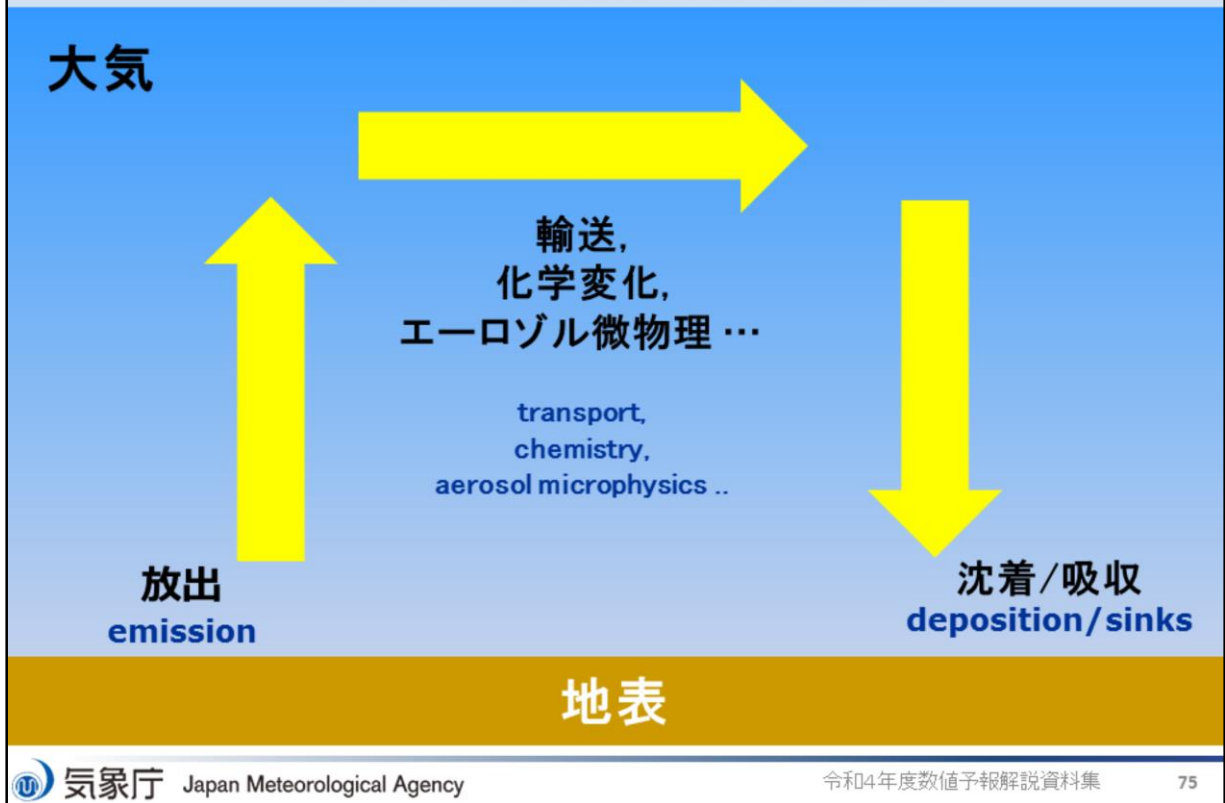 大気
輸送,
化学変化,
エーロゾル微物理 …
transport,
chemistry,
aerosol microphysics ..
放出
emission
沈着/吸収
deposition/sinks
地表
気象庁 Japan Meteorological Agency
令和4年度数値予報解説資料集
75